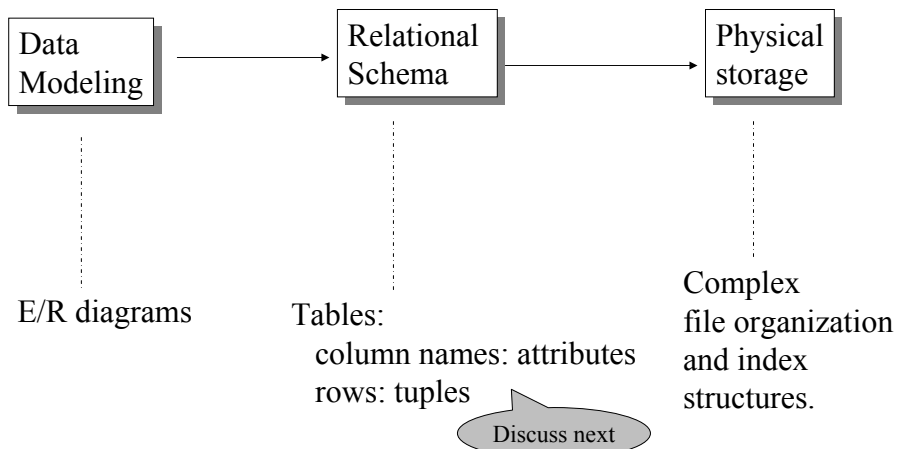 Data
Modeling
Relational
Schema
Physical
storage
E/R diagrams
Tables:
column names: attributes
rows: tuples
Complex
file organization
and index
structures.
Discuss next